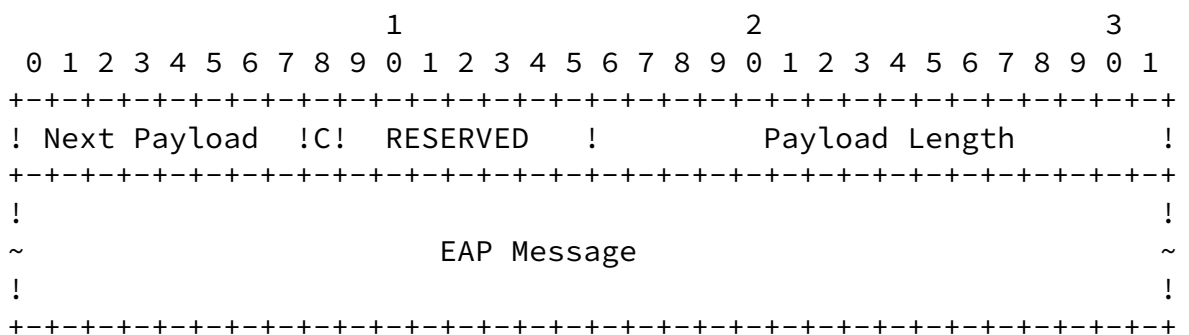 1                   2                   3
 0 1 2 3 4 5 6 7 8 9 0 1 2 3 4 5 6 7 8 9 0 1 2 3 4 5 6 7 8 9 0 1
+-+-+-+-+-+-+-+-+-+-+-+-+-+-+-+-+-+-+-+-+-+-+-+-+-+-+-+-+-+-+-+-+
! Next Payload  !C!  RESERVED   !         Payload Length        !
+-+-+-+-+-+-+-+-+-+-+-+-+-+-+-+-+-+-+-+-+-+-+-+-+-+-+-+-+-+-+-+-+
!                                                               !
~                       EAP Message                             ~
!                                                               !
+-+-+-+-+-+-+-+-+-+-+-+-+-+-+-+-+-+-+-+-+-+-+-+-+-+-+-+-+-+-+-+-+